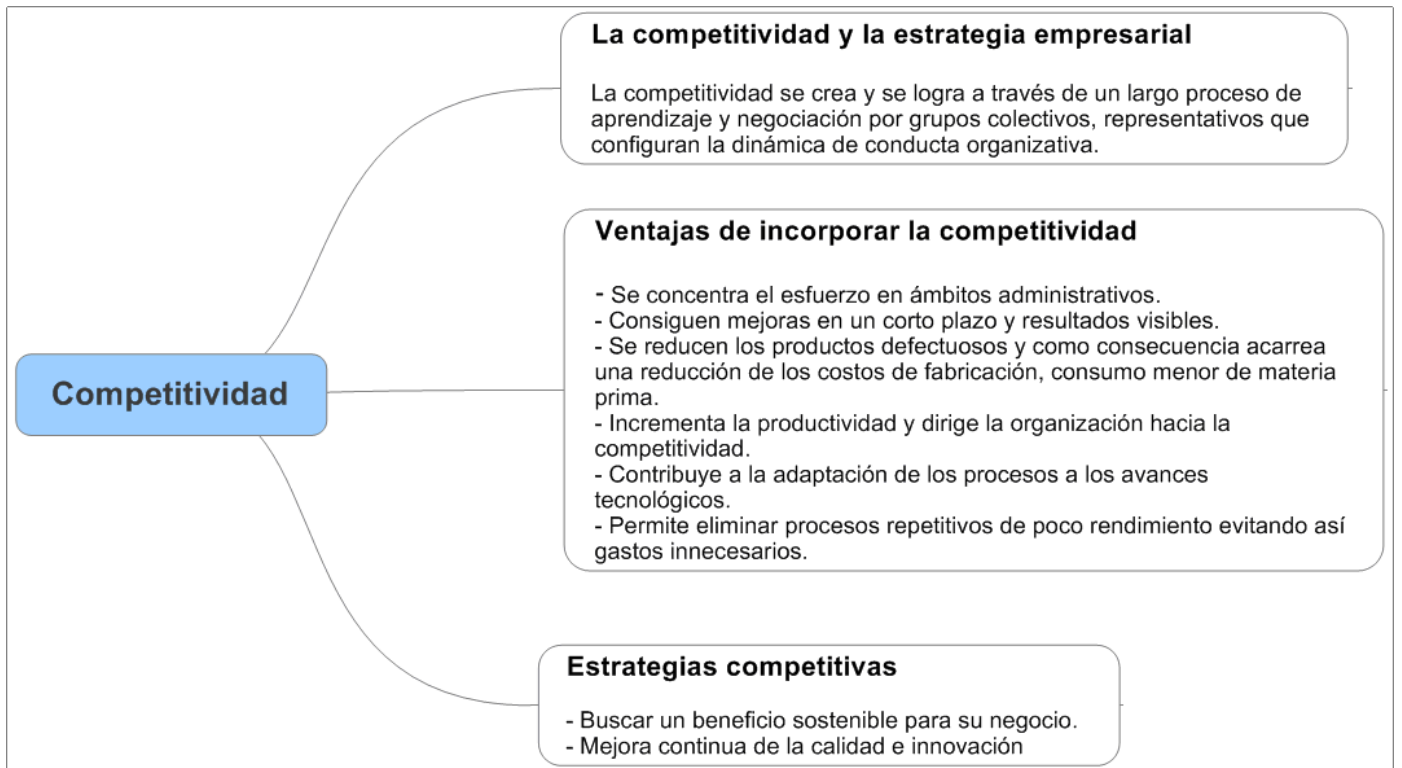 La competitividad y la estrategia empresarial
La competitividad se crea y se logra a través de un largo proceso de
aprendizaje y negociación por grupos colectivos, representativos que
configuran la dinámica de conducta organizativa.
Ventajas de incorporar la competitividad
- Se concentra el esfuerzo en ámbitos administrativos.
- Consiguen mejoras en un corto plazo y resultados visibles.
- Se reducen los productos defectuosos y como consecuencia acarrea
una reducción de los costos de fabricación, consumo menor de materia
prima.
- Incrementa la productividad y dirige la organización hacia la
competitividad.
- Contribuye a la adaptación de los procesos a los avances
tecnológicos.
- Permite eliminar procesos repetitivos de poco rendimiento evitando así
gastos innecesarios.
Competitividad
Estrategias competitivas
- Buscar un beneficio sostenible para su negocio.
- Mejora continua de la calidad e innovación